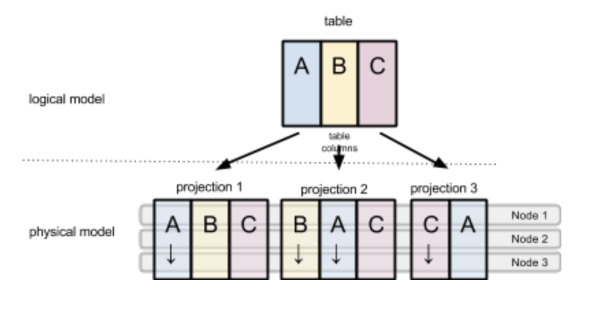 table
A B C
logical model
table
columns
projection 1 projection 2 projection 3
A B C B A C C A Node 1
physical model Node 2
↓ ↓ ↓ ↓ Node 3